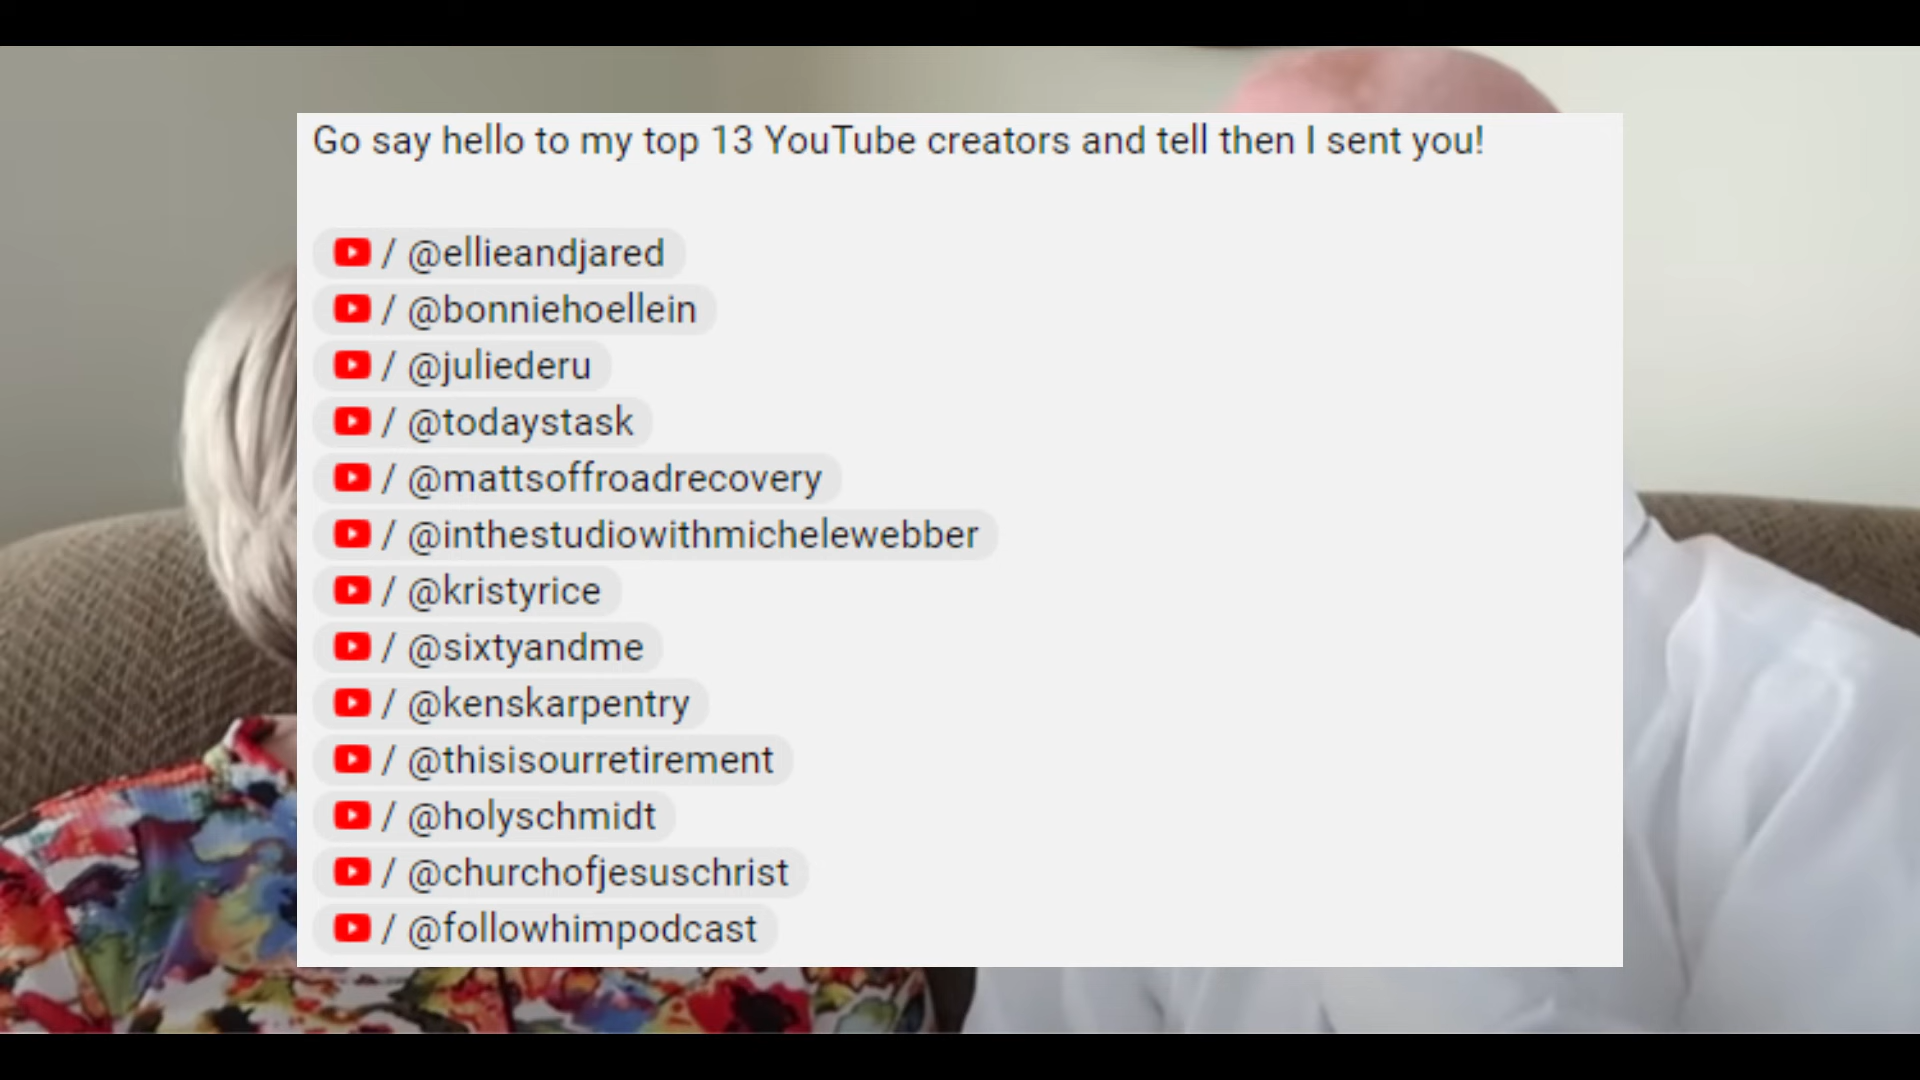 Go say hello to my top 13 YouTube creators and tell then I sent you!
/ @ellieandjared
/ @bonniehoellein
/ @juliederu
/ @todaystask
/ @mattsoffroadrecovery
/ @inthestudiowithmichelewebber
/ @kristyrice
/ @sixtyandme
/ @kenskarpentry
/ @thisisourretirement
/ @holyschmidt
/ @churchofjesuschrist
/ @followhimpodcast